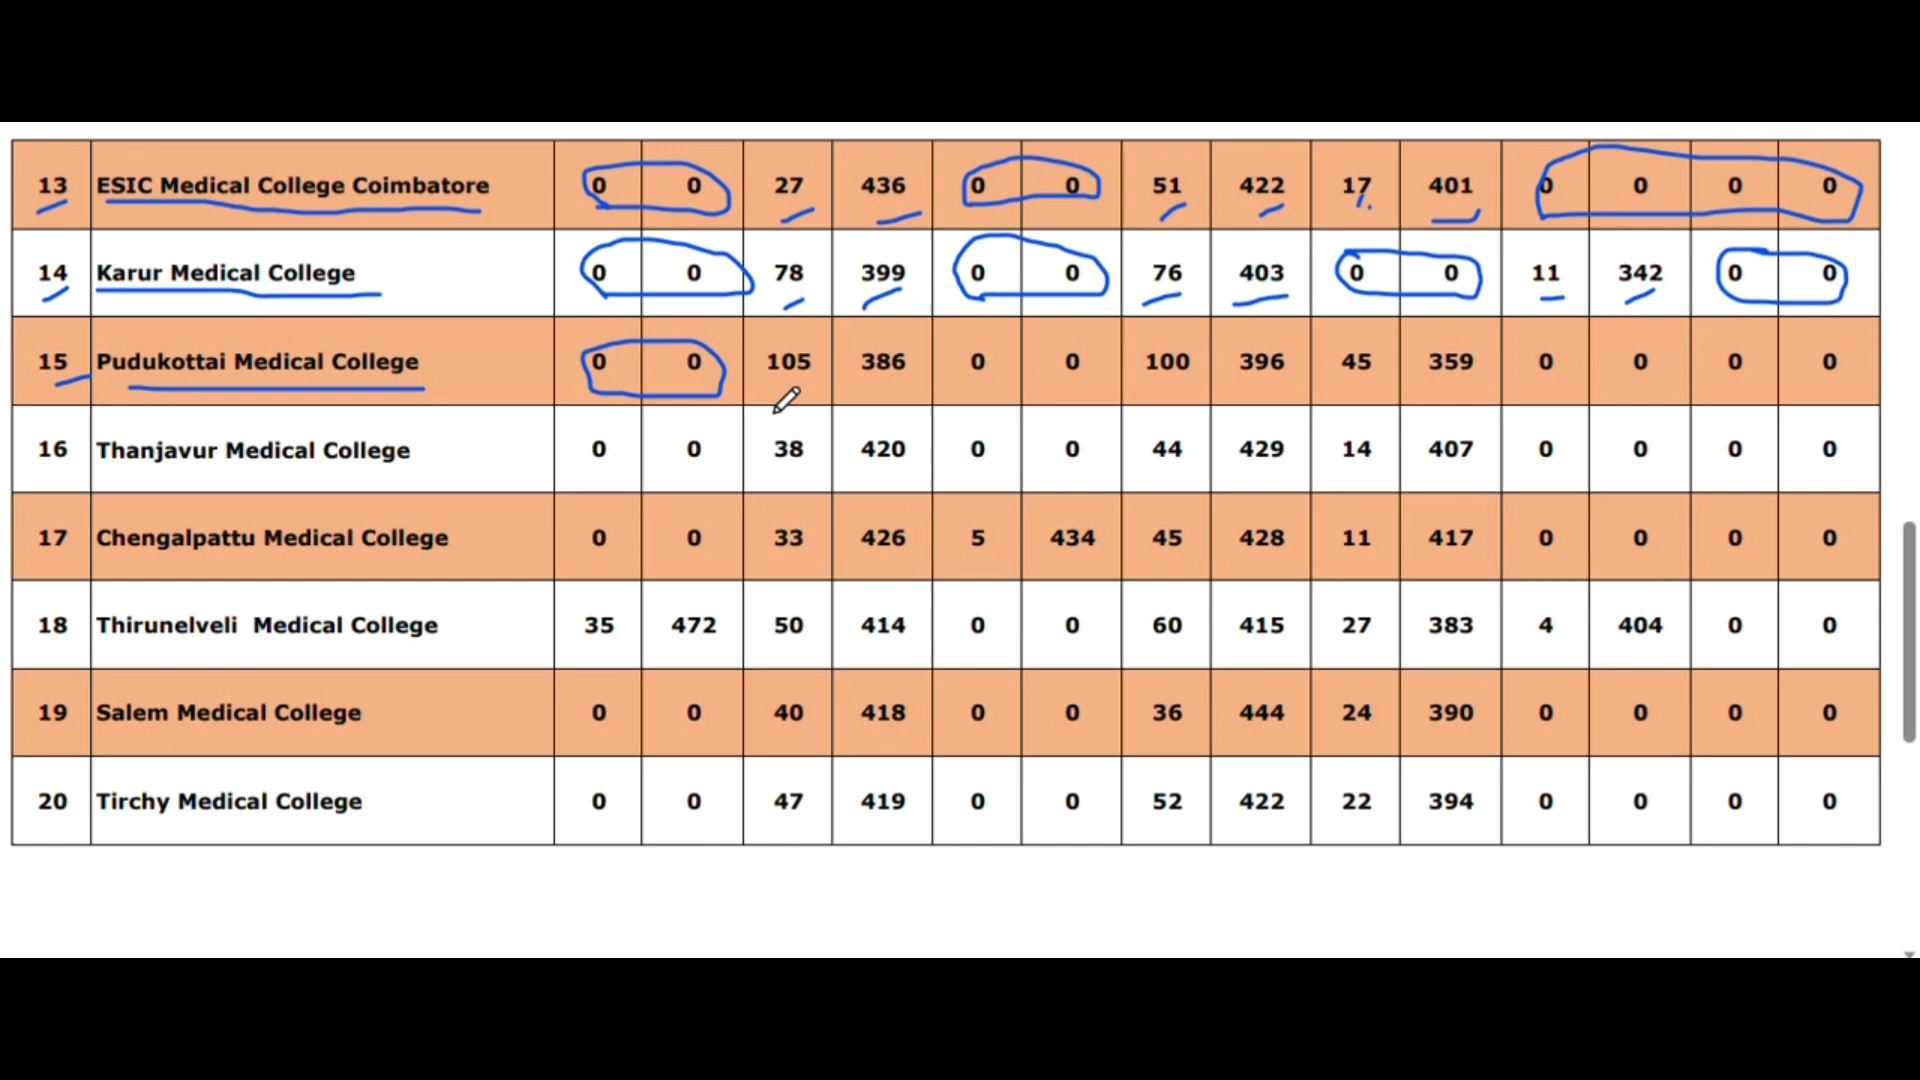 13 ESIC Medical College Coimbatore 0 0 27 436 0 0 51 422 17 401 0 0 0 0
14 Karur Medical College 0 0 78 399 0 0 76 403 0 0 11 342 0 0
15 Pudukottai Medical College 0 0 105 386 0 0 100 396 45 359 0 0 0 0
16 Thanjavur Medical College 0 0 38 420 0 0 44 429 14 407 0 0 0 0
17 Chengalpattu Medical College 0 0 33 426 5 434 45 428 11 417 0 0 0 0
18 Thirunelveli Medical College 35 472 50 414 0 0 60 415 27 383 4 404 0 0
19 Salem Medical College 0 0 40 418 0 0 36 444 24 390 0 0 0 0
20 Tirchy Medical College 0 0 47 419 0 0 52 422 22 394 0 0 0 0